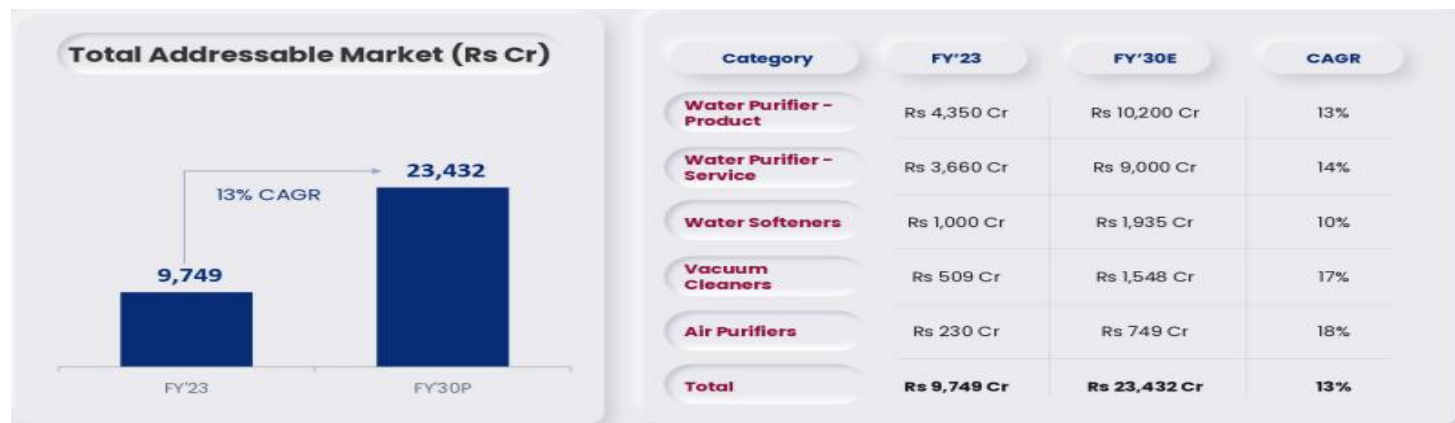 Total Addressable Market (Rs Cr)
23,432
13% CAGR
9,749
FY'23 FY'30P
Category FY'23 FY'30E CAGR
Water Purifier -
Product Rs 4,350 Cr Rs 10,200 Cr 13%
Water Purifier -
Service Rs 3,660 Cr Rs 9,000 Cr 14%
Water Softeners Rs 1,000 Cr Rs 1,935 Cr 10%
Vacuum
Cleaners Rs 509 Cr Rs 1,548 Cr 17%
Air Purifiers Rs 230 Cr Rs 749 Cr 18%
Total Rs 9,749 Cr Rs 23,432 Cr 13%